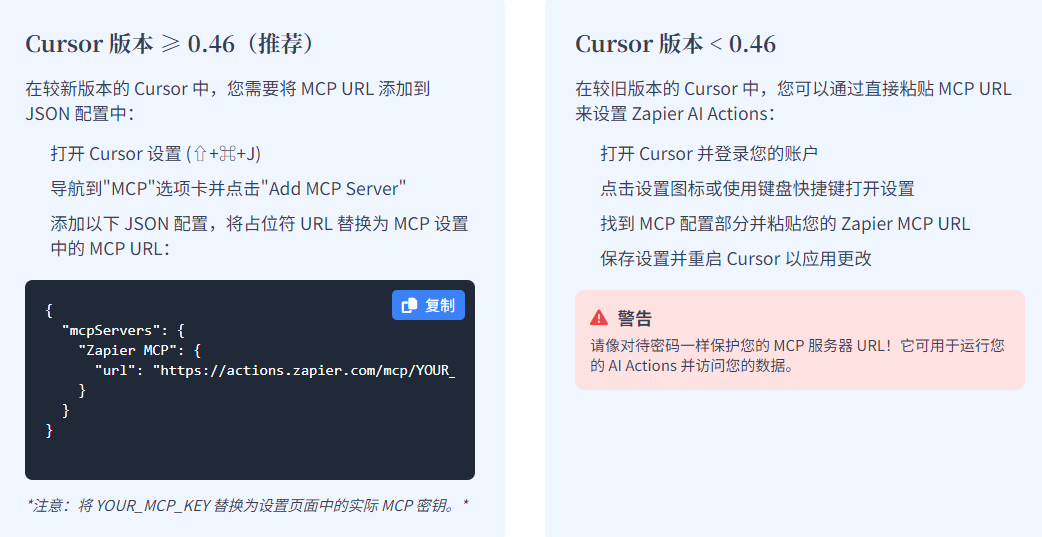 Cursor 版本 ≥ 0.46（推荐）
在较新版本的 Cursor 中，您需要将 MCP URL 添加到
JSON 配置中：
打开 Cursor 设置 (⇧+⌘+J)
导航到"MCP"选项卡并点击"Add MCP Server"
添加以下 JSON 配置，将占位符 URL 替换为 MCP 设置
中的 MCP URL：
复制
{
  "mcpServers": {
    "Zapier MCP": {
      "url": "https://actions.zapier.com/mcp/YOUR_
    }
  }
}
*注意：将 YOUR_MCP_KEY 替换为设置页面中的实际 MCP 密钥。*
Cursor 版本 < 0.46
在较旧版本的 Cursor 中，您可以通过直接粘贴 MCP URL
来设置 Zapier AI Actions：
打开 Cursor 并登录您的账户
点击设置图标或使用键盘快捷键打开设置
找到 MCP 配置部分并粘贴您的 Zapier MCP URL
保存设置并重启 Cursor 以应用更改
警告
请像对待密码一样保护您的 MCP 服务器 URL！它可用于运行您
的 AI Actions 并访问您的数据。